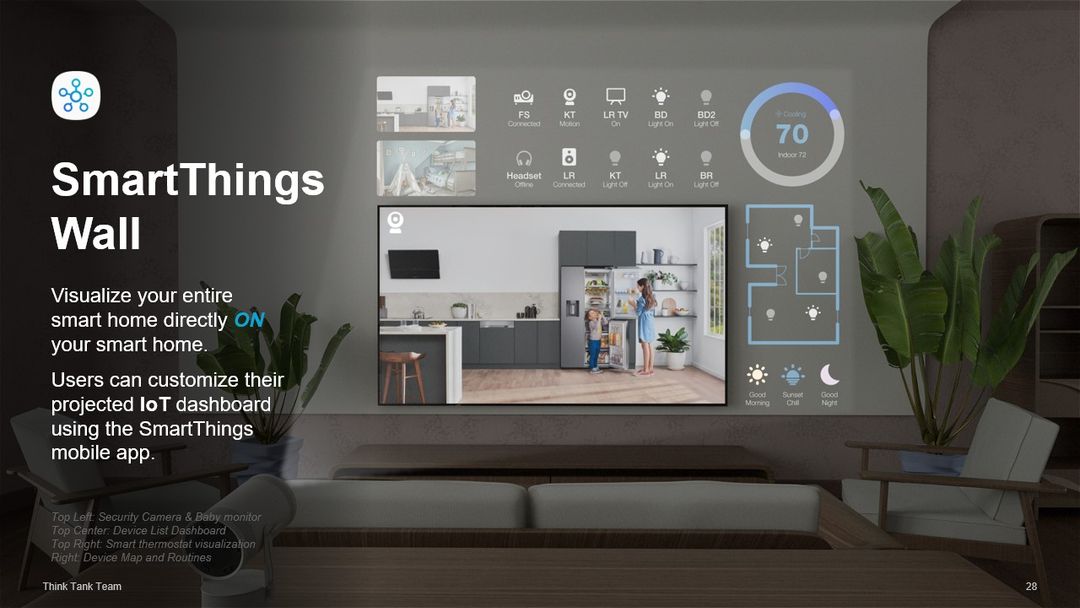 SmartThings
Wall
Visualize your entire
smart home directly ON
your smart home.
Users can customize their
projected IoT dashboard
using the SmartThings
mobile app.
Top Left: Security Camera & Baby monitor
Top Center: Device List Dashboard
Top Right: Smart thermostat visualization
Right: Device Map and Routines
FS KT LR TV BD BD2
Connected Motion On Light On Light Off
Headset LR KT LR BR
Offline Connected Light Off Light On Light Off
Cooling
70
Indoor 72
Good Sunset Good
Morning Chill Night
Think Tank Team
28